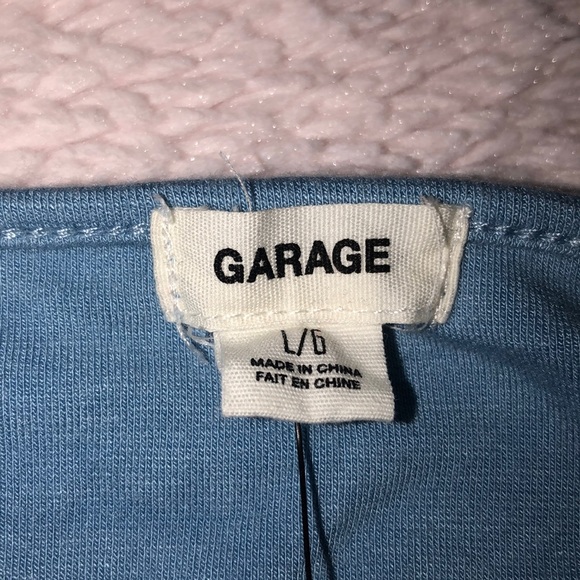 GARAGE
L/G
MADE IN CHINA
FAIT EN CHINE